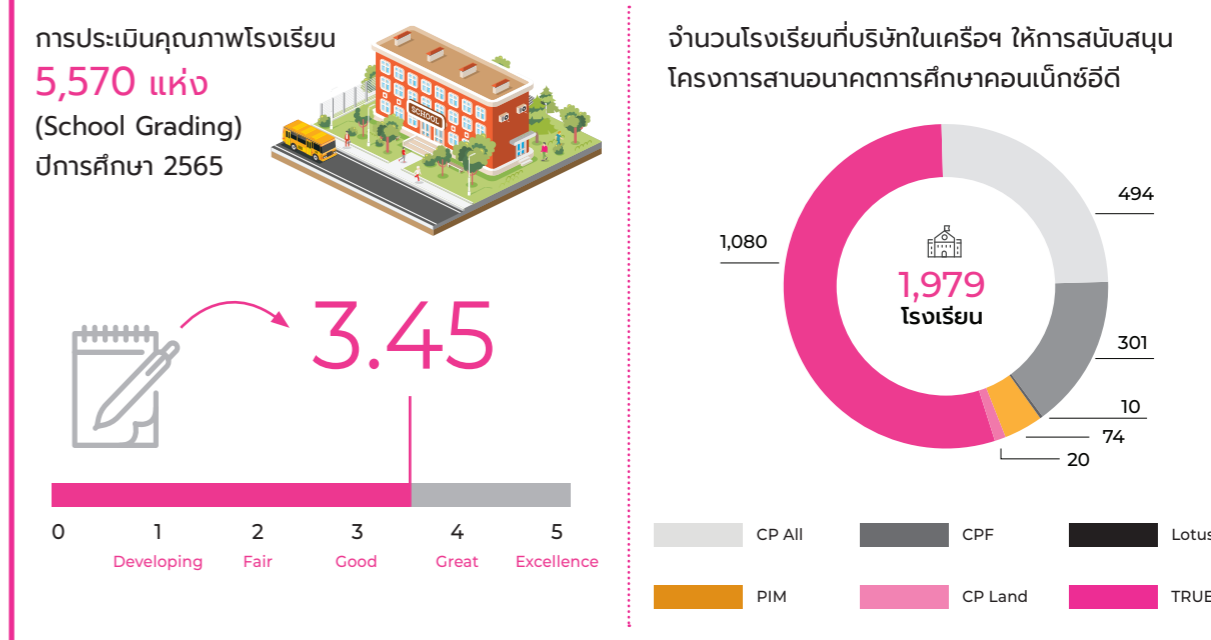 การประเมินคุณภาพโรงเรียน
5,570 แห่ง
(School Grading)
ปีการศึกษา 2565
SCHOOL
3.45
0 1 2 3 4 5
Developing Fair Good Great Excellence
จำนวนโรงเรียนที่บริษัทในเครือฯ ให้การสนับสนุน
โครงการสานอนาคตการศึกษาคอนเน็กซ์อีดี
494
1,080
1,979
โรงเรียน
301
10
74
20
CP All CPF Lotus
PIM CP Land TRUE